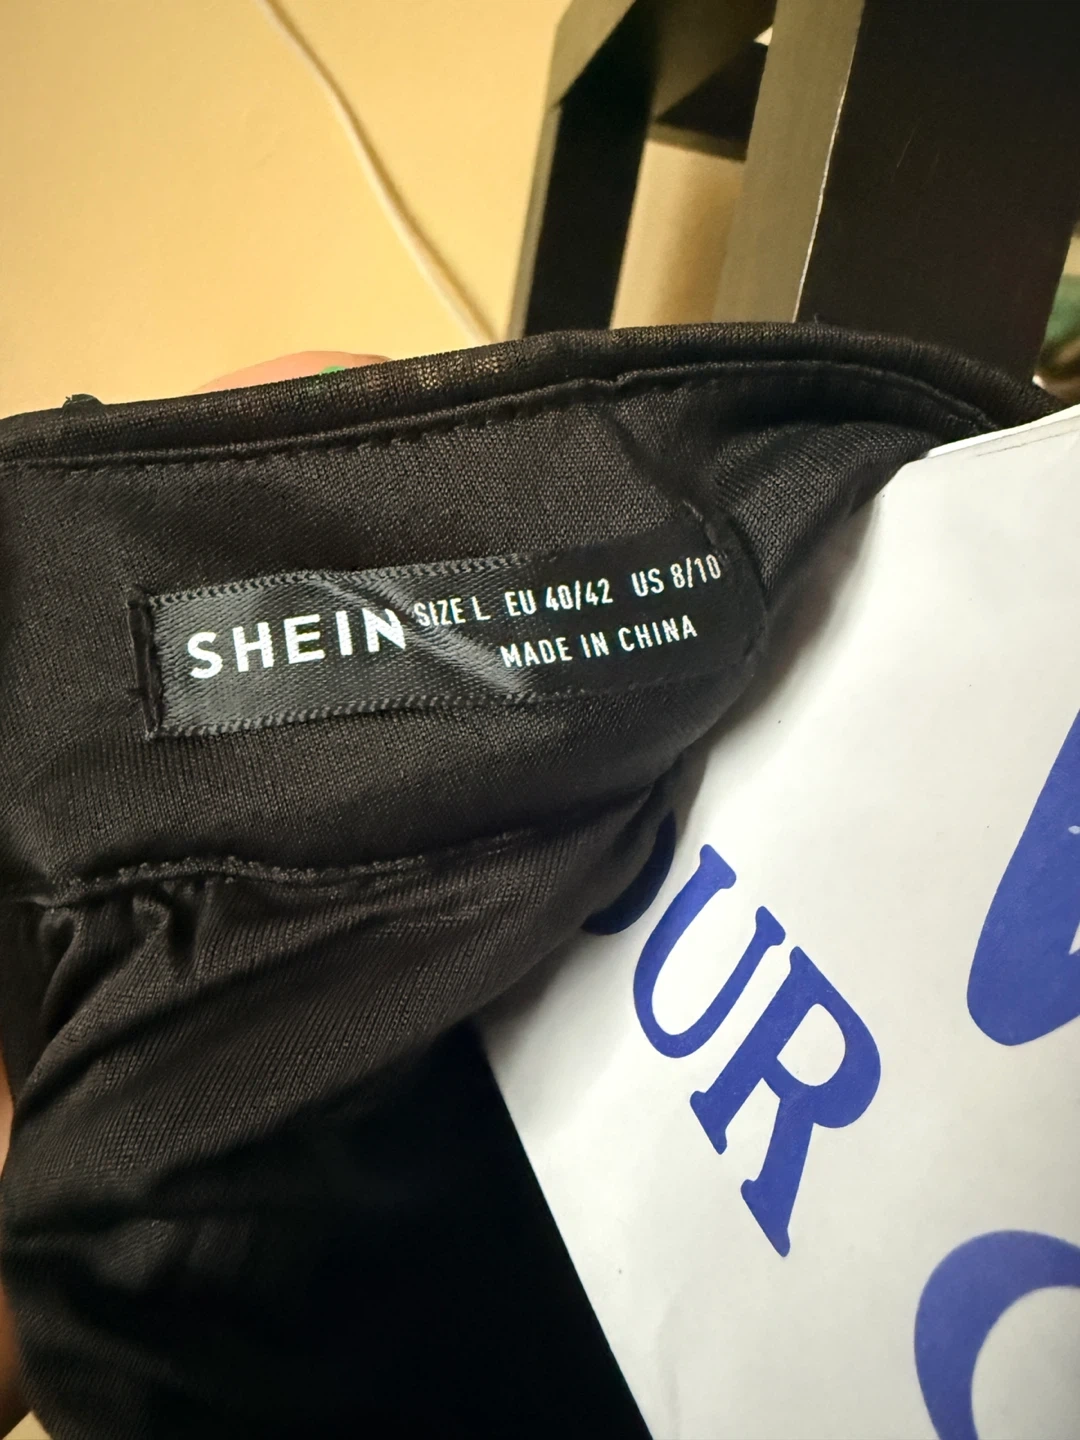 SHEIN SIZE L EU 40/42 US 8/10
MADE IN CHINA
UR